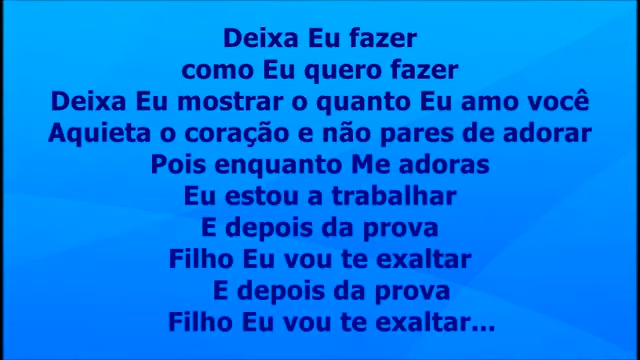 Deixa Eu fazer
como Eu quero fazer
Deixa Eu mostrar o quanto Eu amo você
Aquieta o coração e não pares de adorar
Pois enquanto Me adoras
Eu estou a trabalhar
E depois da prova
Filho Eu vou te exaltar
E depois da prova
Filho Eu vou te exaltar...